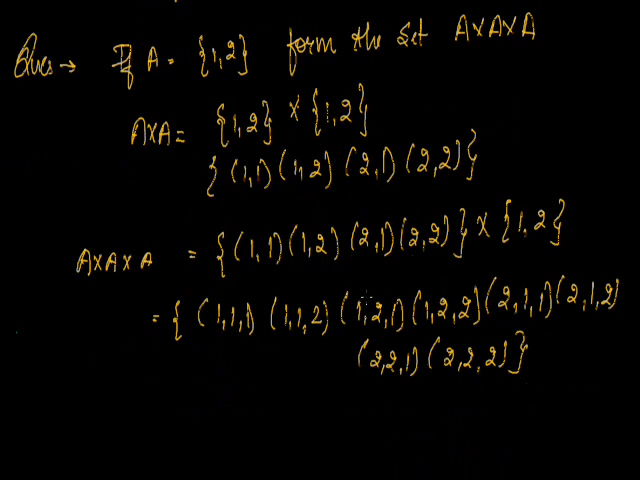 Ques → If A = {1,2} form the set A×A×A
A×A = {1,2} × {1,2}
{(1,1) (1,2) (2,1) (2,2)}
A×A×A = {(1,1) (1,2) (2,1) (2,2)} × {1,2}
= { (1,1,1) (1,1,2) (1,2,1) (1,2,2) (2,1,1) (2,1,2)
(2,2,1) (2,2,2)}